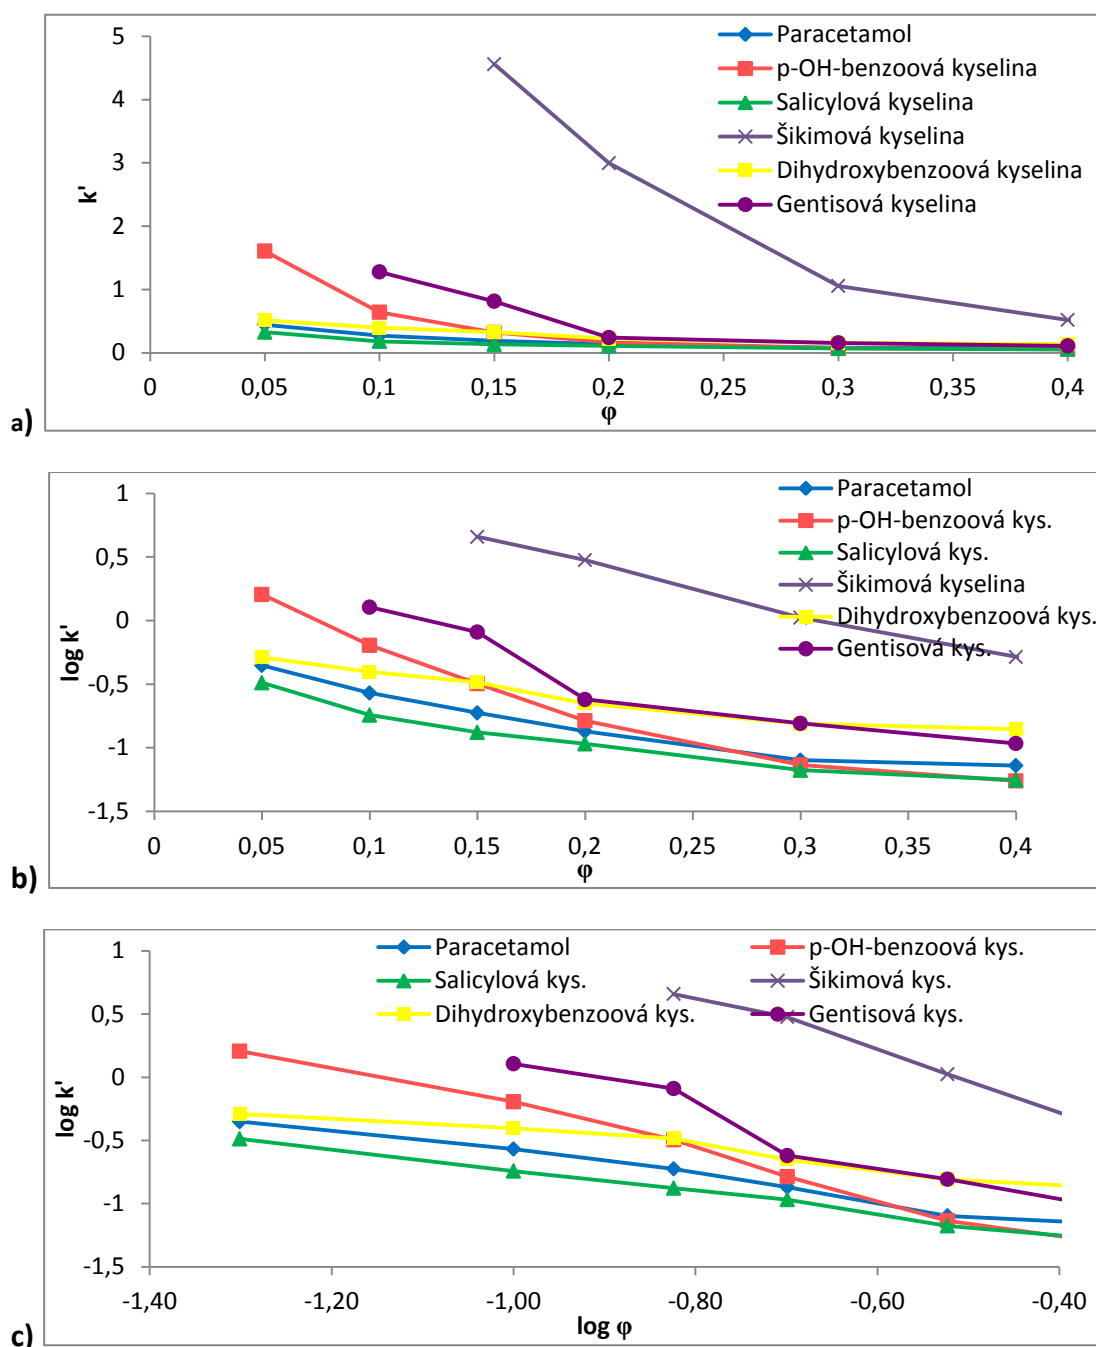 5
4
3
2
1
0
k'
0
0,05
0,1
0,15
0,2
0,25
0,3
0,35
0,4
φ
Paracetamol
p-OH-benzoová kyselina
Salicylová kyselina
Šikimová kyselina
Dihydroxybenzoová kyselina
Gentisová kyselina
a)
1
0,5
0
-0,5
-1
-1,5
log k'
0
0,05
0,1
0,15
0,2
0,25
0,3
0,35
0,4
φ
Paracetamol
p-OH-benzoová kys.
Salicylová kys.
Šikimová kyselina
Dihydroxybenzoová kys.
Gentisová kys.
b)
1
0,5
0
-0,5
-1
-1,5
log k'
-1,40
-1,20
-1,00
-0,80
-0,60
-0,40
log φ
Paracetamol
p-OH-benzoová kys.
Salicylová kys.
Šikimová kys.
Dihydroxybenzoová kys.
Gentisová kys.
c)